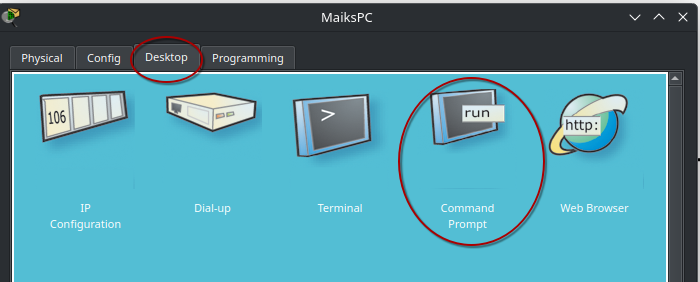 MaiksPC
Physical Config Desktop Programming
106 > run http:
IP Configuration
Dial-up
Terminal
Command Prompt
Web Browser